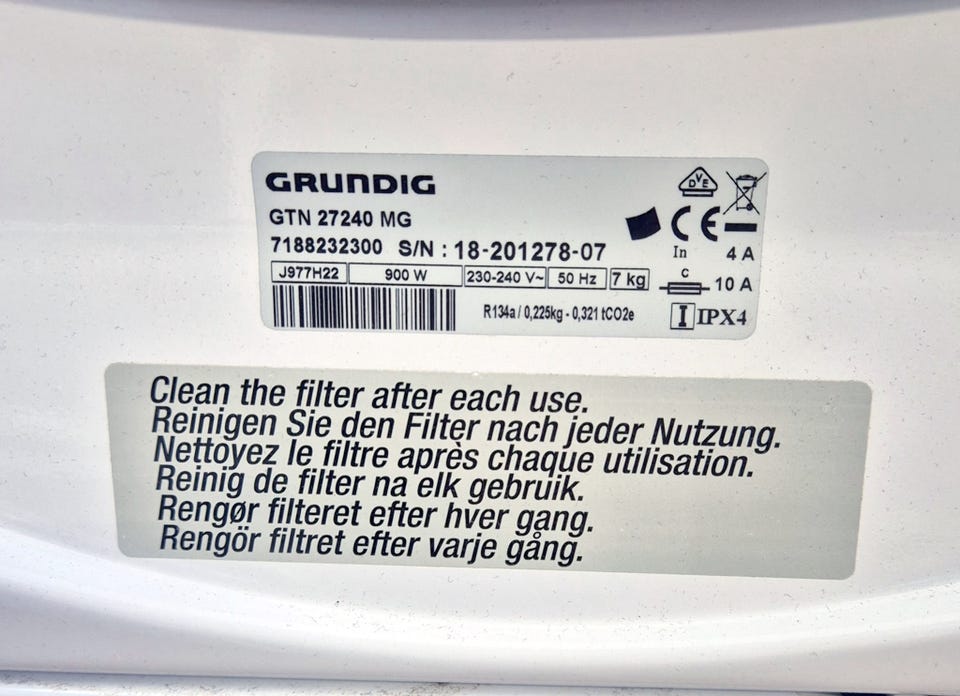 GRUNDIG
GTN 27240 MG
7188232300 S/N : 18-201278-07
J977H22 900 W 230-240 V~ 50 Hz 7 kg
R134a / 0,225kg - 0,321 tCO2e
DVE
CE
In 4 A
C 10 A
I IPX4
Clean the filter after each use.
Reinigen Sie den Filter nach jeder Nutzung.
Nettoyez le filtre après chaque utilisation.
Reinig de filter na elk gebruik.
Rengør filteret efter hver gang.
Rengör filtret efter varje gång.